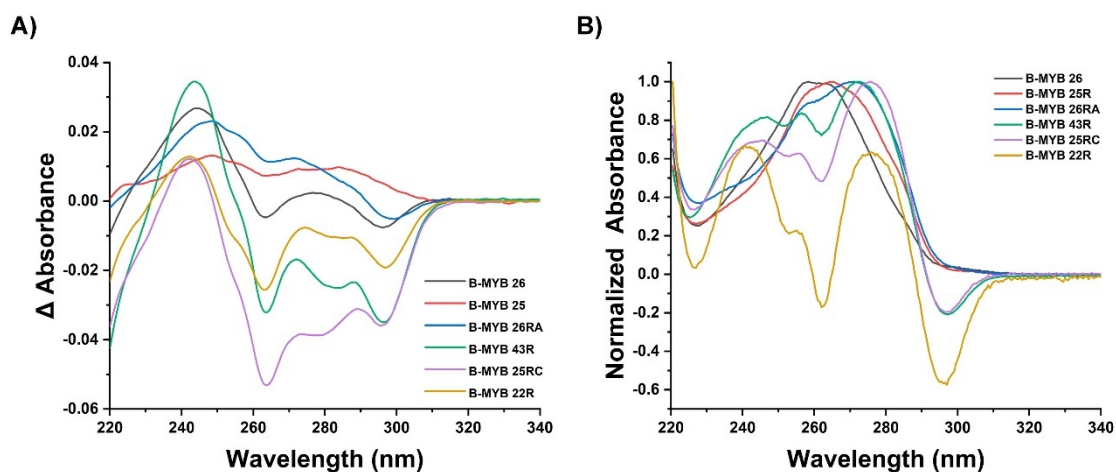 A)
B)
Δ Absorbance
0.04
0.02
0.00
-0.02
-0.04
-0.06
B-MYB 26
B-MYB 25
B-MYB 26RA
B-MYB 43R
B-MYB 25RC
B-MYB 22R
220 240 260 280 300 320 340
Wavelength (nm)
Normalized Absorbance
1.0
0.8
0.6
0.4
0.2
0.0
-0.2
-0.4
-0.6
B-MYB 26
B-MYB 25R
B-MYB 26RA
B-MYB 43R
B-MYB 25RC
B-MYB 22R
220 240 260 280 300 320 340
Wavelength (nm)